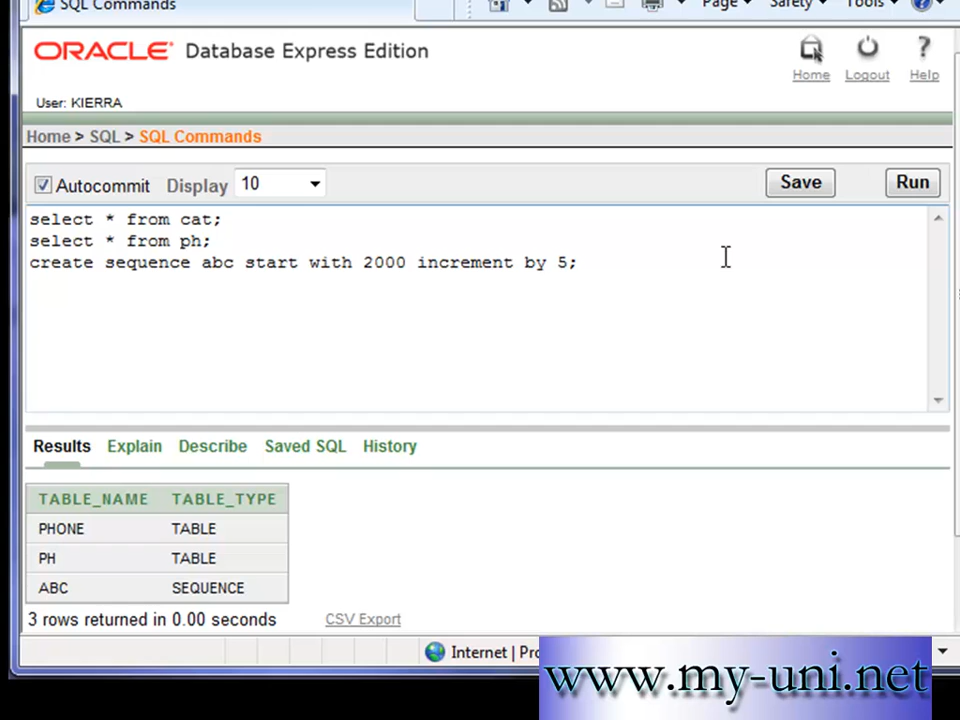 SQL Commands
Page
Safety
Tools
ORACLE® Database Express Edition
Home
Logout
Help
User: KIERRA
Home > SQL > SQL Commands
Autocommit Display 10
Save
Run
select * from cat;
select * from ph;
create sequence abc start with 2000 increment by 5;
Results Explain Describe Saved SQL History
TABLE_NAME TABLE_TYPE
PHONE TABLE
PH TABLE
ABC SEQUENCE
3 rows returned in 0.00 seconds CSV Export
Internet | Pro
www.my-uni.net